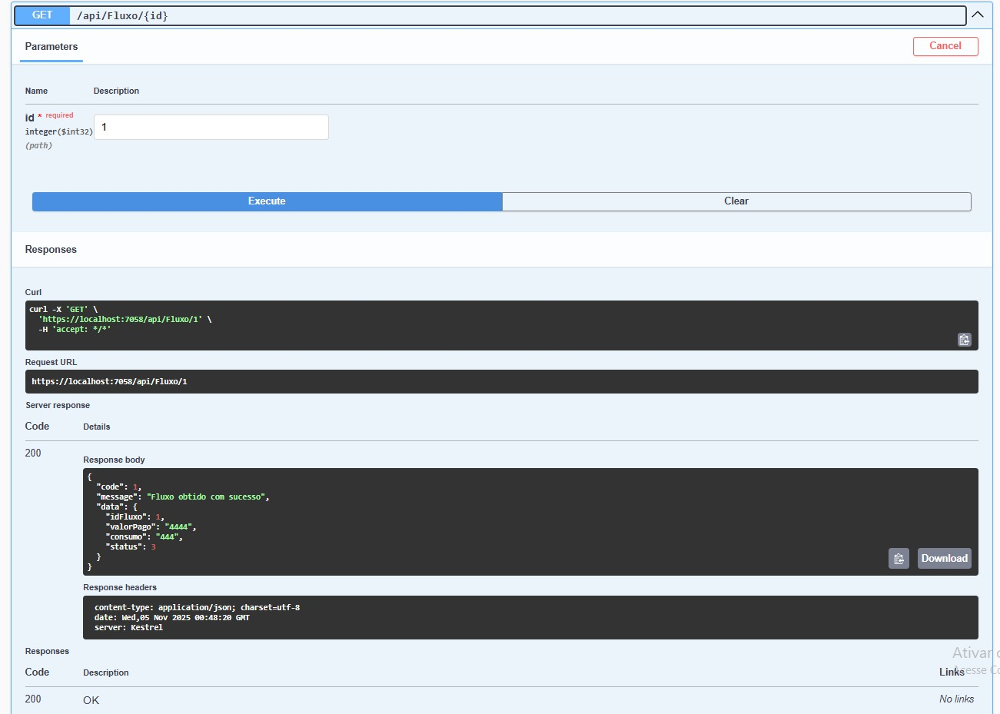 GET /api/Fluxo/{id}
Parameters
Cancel
Name Description
id * required
integer($int32)
(path)
1
Execute Clear
Responses
Curl
curl -X 'GET' \
'https://localhost:7058/api/Fluxo/1' \
-H 'accept: */*'
Request URL
https://localhost:7058/api/Fluxo/1
Server response
Code Details
200
Response body
{
"code": 1,
"message": "Fluxo obtido com sucesso",
"data": {
"idFluxo": 1,
"valorPago": "4444",
"consumo": "444",
"status": 3
}
}
Download
Response headers
content-type: application/json; charset=utf-8
date: Wed,05 Nov 2025 00:48:20 GMT
server: Kestrel
Responses
Ativar
Code Description Links
200 OK No links